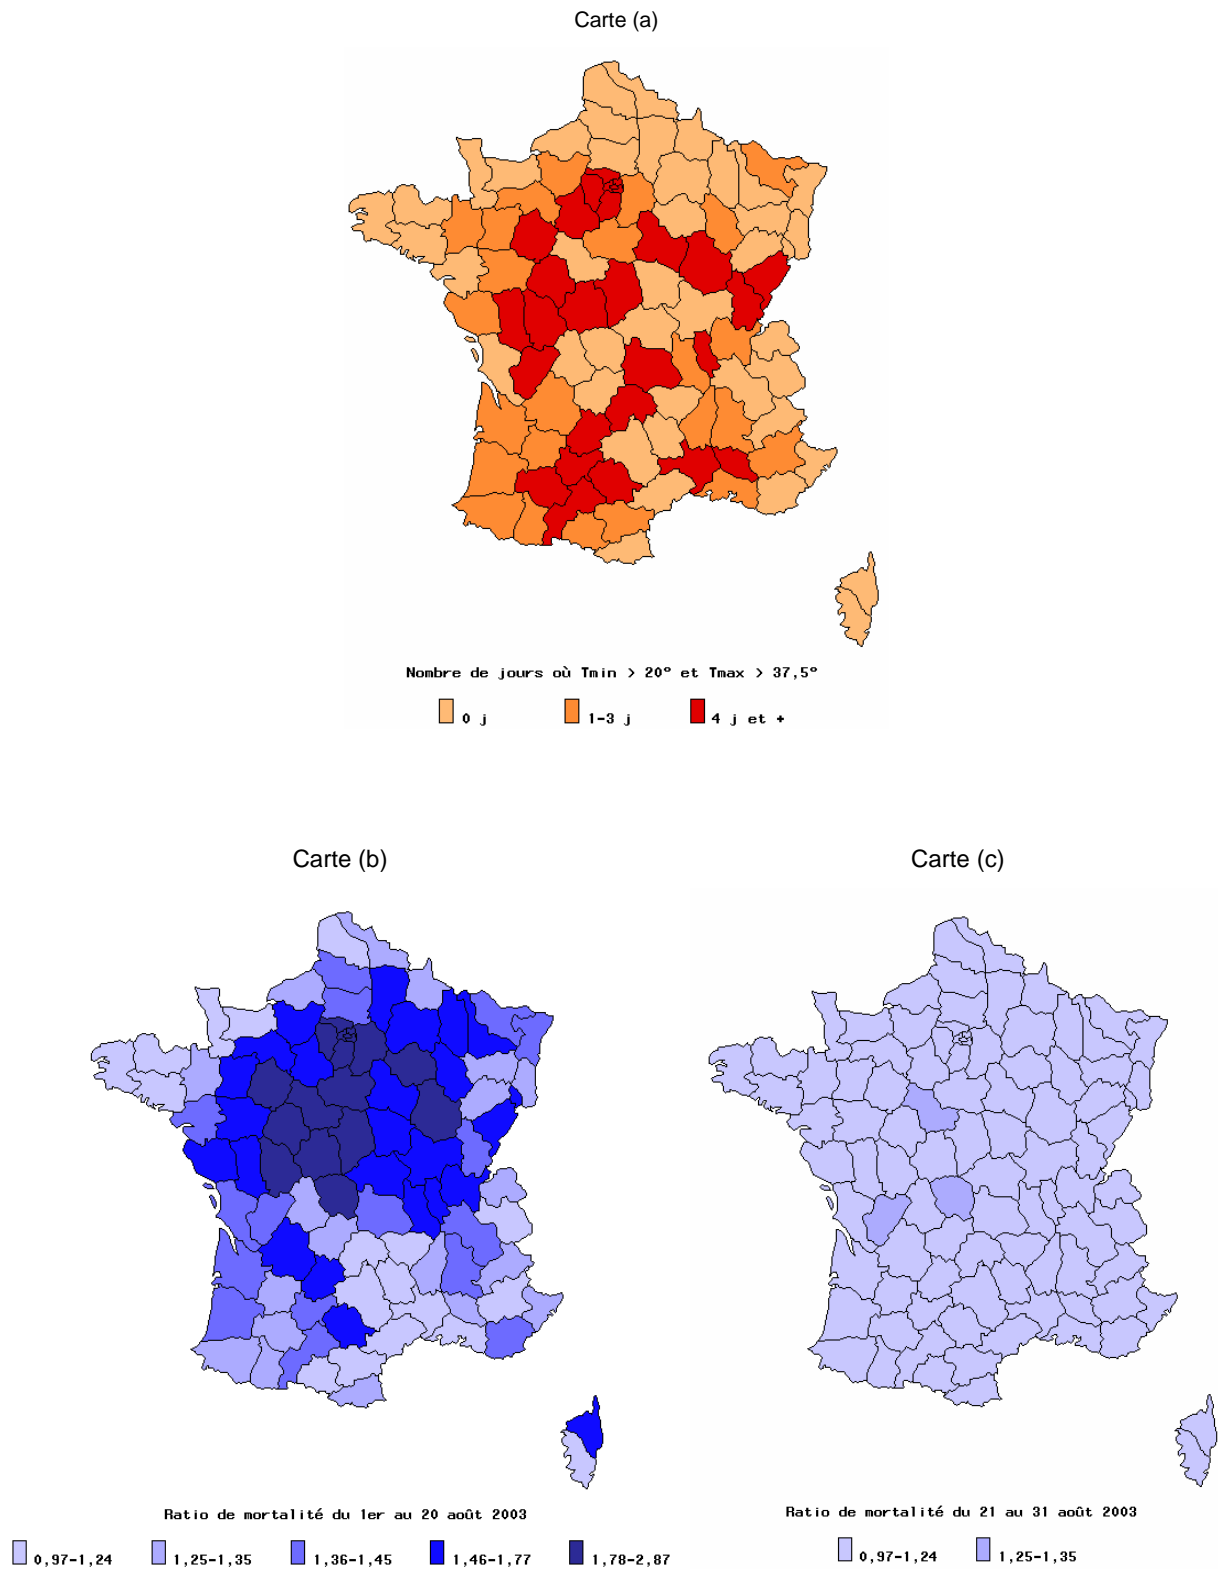 Carte (a)
Nombre de jours où Tmin > 20° et Tmax > 37,5°
0 j
1-3 j
4 j et +
Carte (b)
Carte (c)
Ratio de mortalité du 1er au 20 août 2003
0,97-1,24
1,25-1,35
1,36-1,45
1,46-1,77
1,78-2,87
Ratio de mortalité du 21 au 31 août 2003
0,97-1,24
1,25-1,35